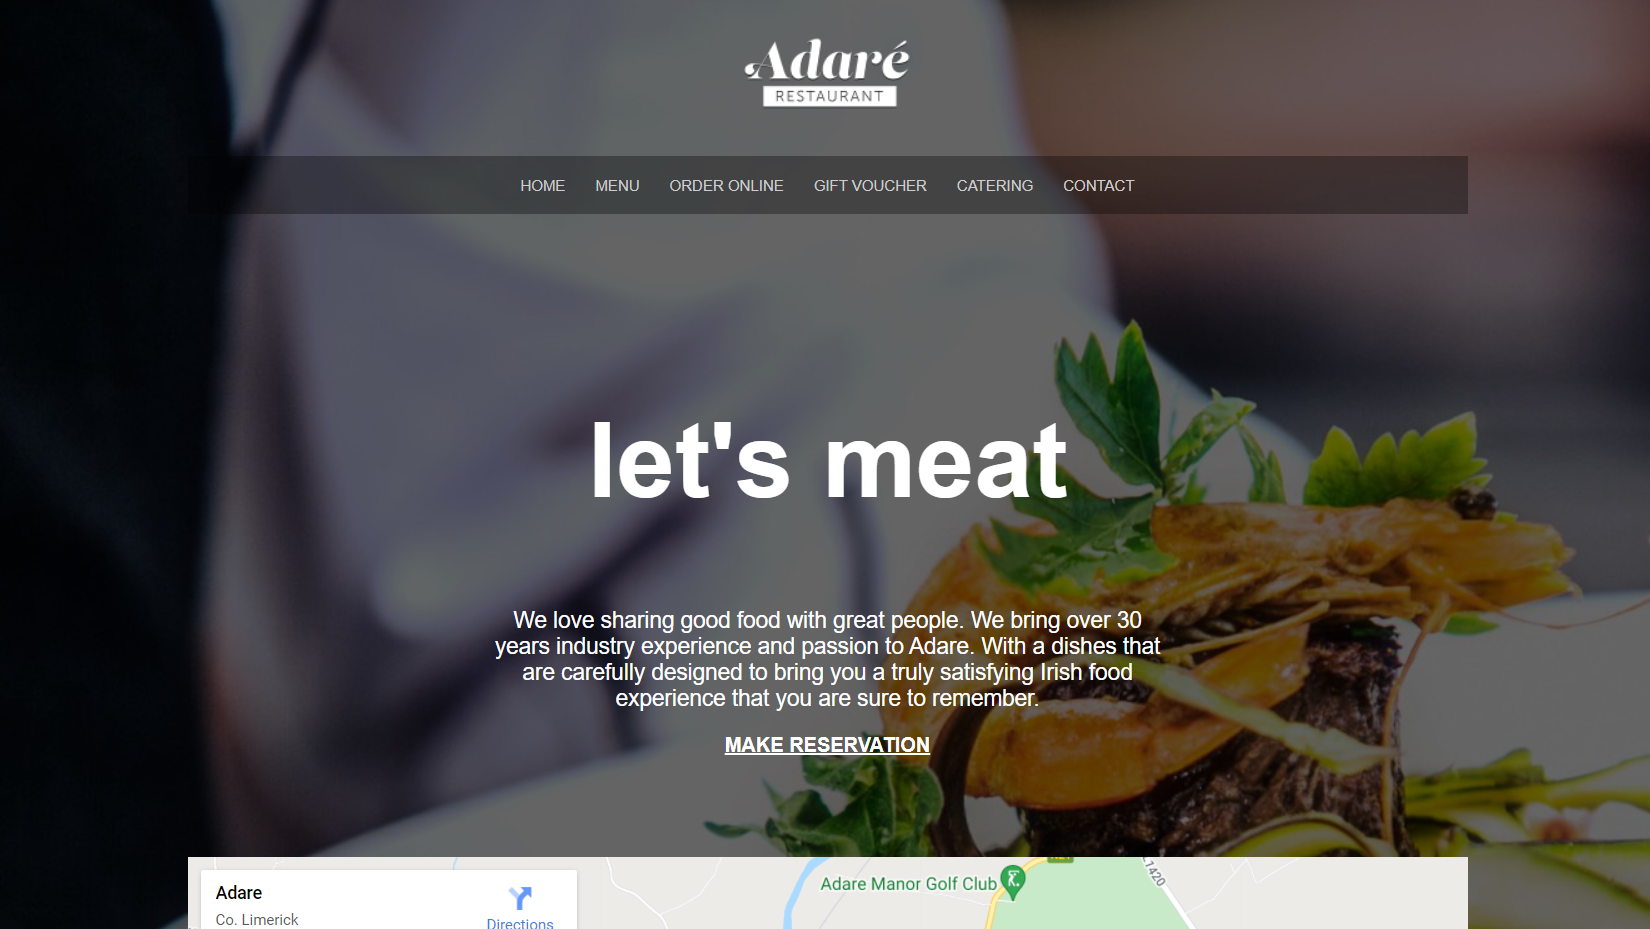 Adaré
RESTAURANT
HOME MENU ORDER ONLINE GIFT VOUCHER CATERING CONTACT
let's meat
We love sharing good food with great people. We bring over 30
years industry experience and passion to Adare. With a dishes that
are carefully designed to bring you a truly satisfying Irish food
experience that you are sure to remember.
MAKE RESERVATION
Adare
Co. Limerick
Directions
Adare Manor Golf Club
L1420